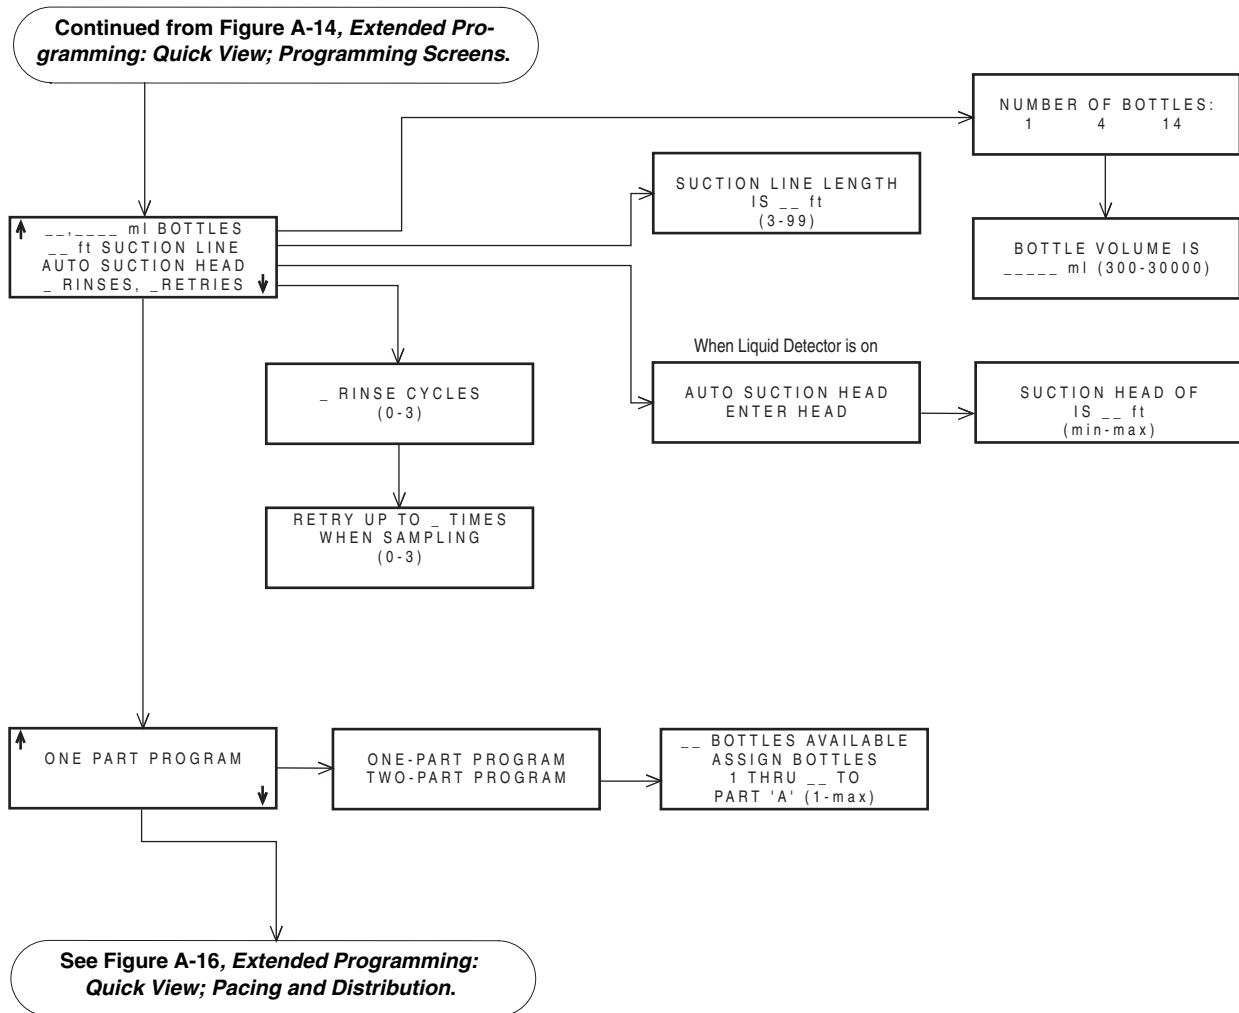 Continued from Figure A-14, Extended Pro-
gramming: Quick View; Programming Screens.
NUMBER OF BOTTLES:
1 4 14
SUCTION LINE LENGTH
IS __ ft
(3-99)
__,____ ml BOTTLES
__ ft SUCTION LINE
AUTO SUCTION HEAD
_ RINSES, _RETRIES
BOTTLE VOLUME IS
_____ ml (300-30000)
When Liquid Detector is on
_ RINSE CYCLES
(0-3)
AUTO SUCTION HEAD
ENTER HEAD
SUCTION HEAD OF
IS __ ft
(min-max)
RETRY UP TO _ TIMES
WHEN SAMPLING
(0-3)
ONE PART PROGRAM
ONE-PART PROGRAM
TWO-PART PROGRAM
__ BOTTLES AVAILABLE
ASSIGN BOTTLES
1 THRU __ TO
PART 'A' (1-max)
See Figure A-16, Extended Programming:
Quick View; Pacing and Distribution.